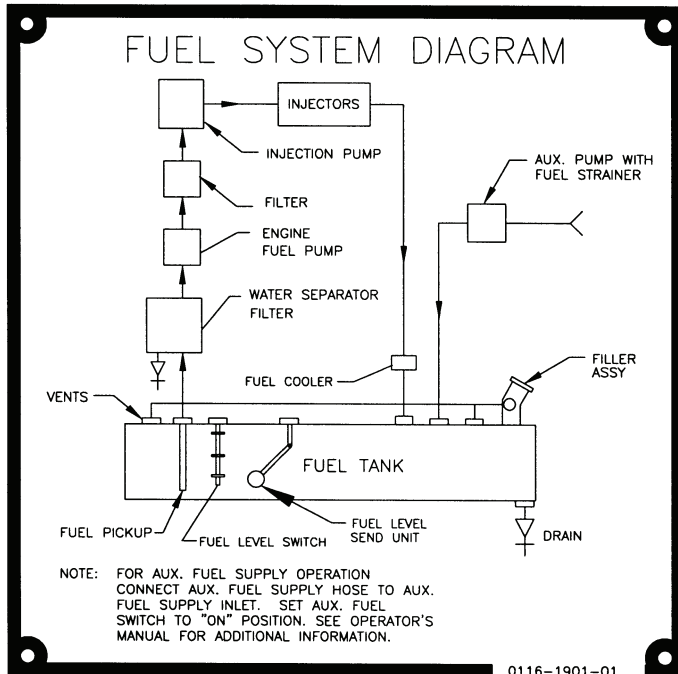 FUEL SYSTEM DIAGRAM
INJECTORS
INJECTION PUMP
AUX. PUMP WITH
FUEL STRAINER
FILTER
ENGINE
FUEL PUMP
WATER SEPARATOR
FILTER
FUEL COOLER
FILLER
ASSY
VENTS
FUEL TANK
FUEL PICKUP
FUEL LEVEL SWITCH
FUEL LEVEL
SEND UNIT
DRAIN
NOTE: FOR AUX. FUEL SUPPLY OPERATION
CONNECT AUX. FUEL SUPPLY HOSE TO AUX.
FUEL SUPPLY INLET. SET AUX. FUEL
SWITCH TO "ON" POSITION. SEE OPERATOR'S
MANUAL FOR ADDITIONAL INFORMATION.
0116-1901-01